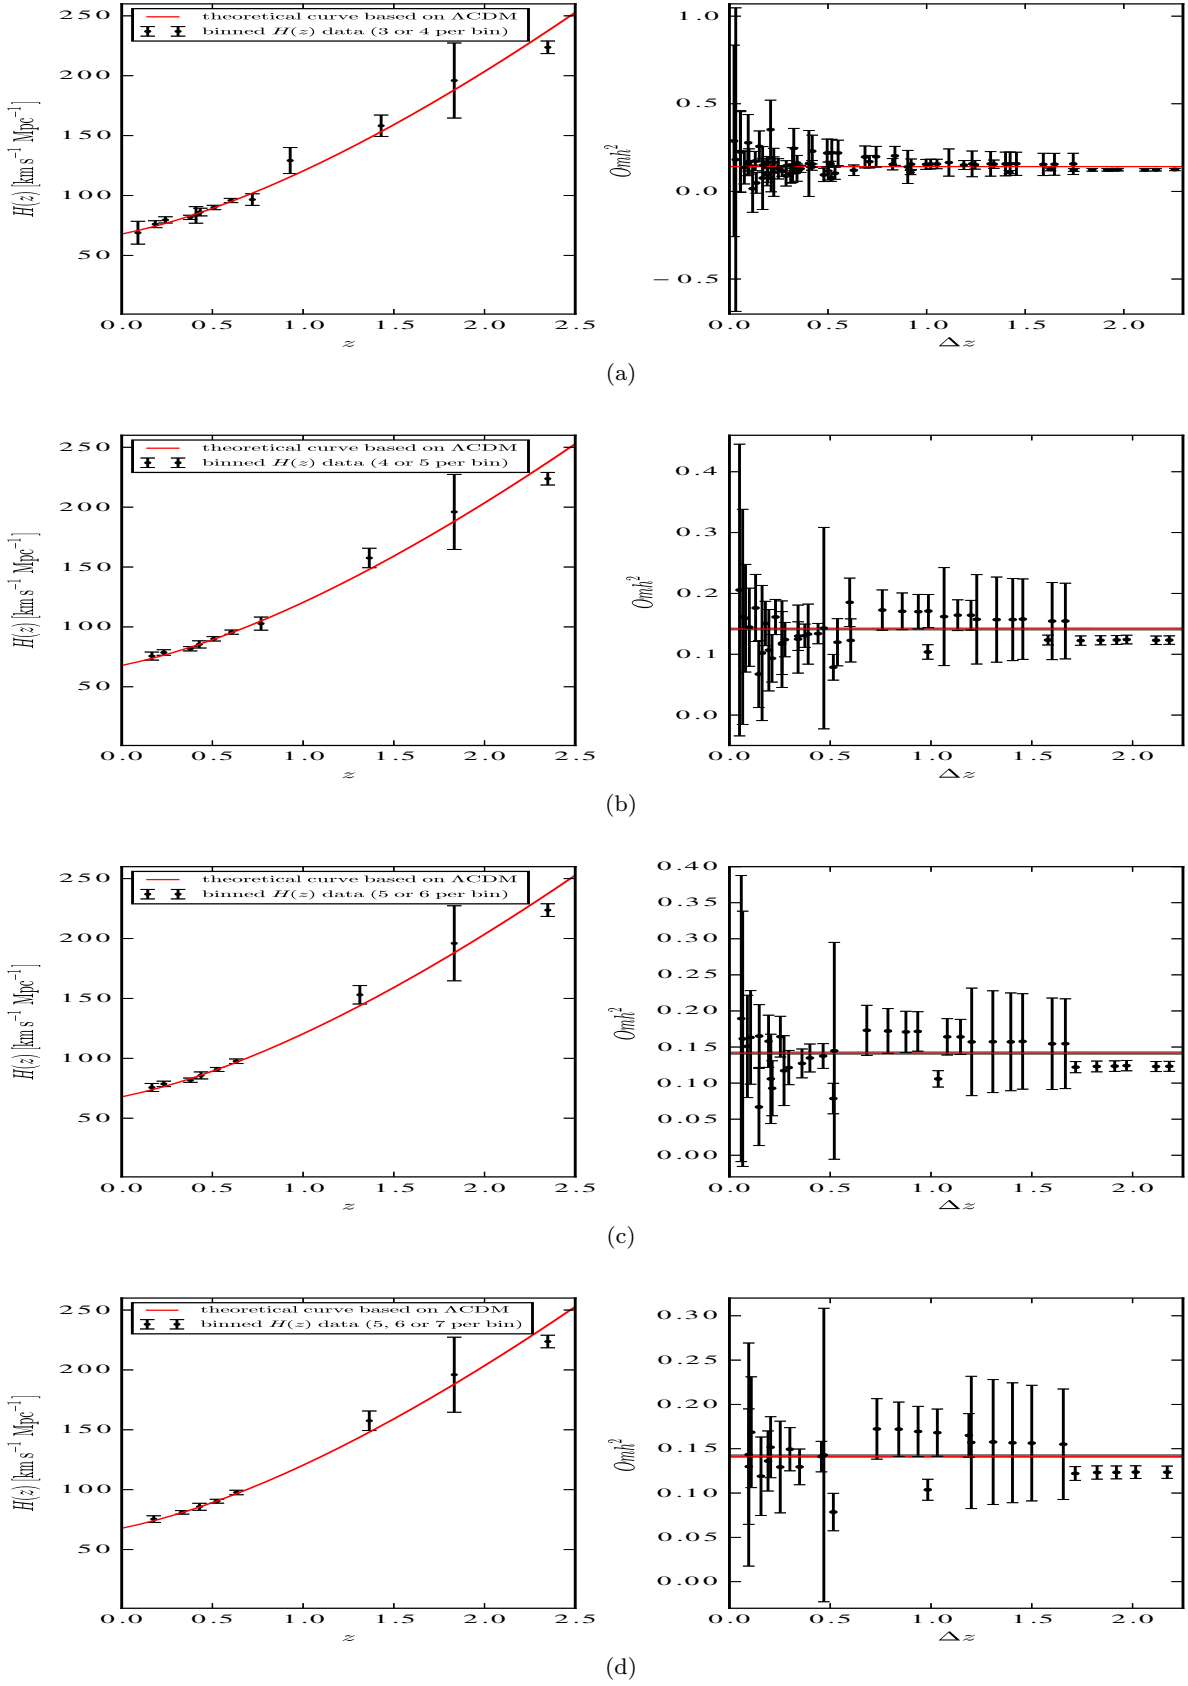 250
200
150
100
50
H(z) [km s⁻¹ Mpc⁻¹]
theoretical curve based on ΛCDM
binned H(z) data (3 or 4 per bin)
0.0 0.5 1.0 1.5 2.0 2.5
z
1.0
0.5
0.0
−0.5
Omh²
0.0 0.5 1.0 1.5 2.0
Δz
(a)
250
200
150
100
50
H(z) [km s⁻¹ Mpc⁻¹]
theoretical curve based on ΛCDM
binned H(z) data (4 or 5 per bin)
0.0 0.5 1.0 1.5 2.0 2.5
z
0.4
0.3
0.2
0.1
0.0
Omh²
0.0 0.5 1.0 1.5 2.0
Δz
(b)
250
200
150
100
50
H(z) [km s⁻¹ Mpc⁻¹]
theoretical curve based on ΛCDM
binned H(z) data (5 or 6 per bin)
0.0 0.5 1.0 1.5 2.0 2.5
z
0.40
0.35
0.30
0.25
0.20
0.15
0.10
0.05
0.00
Omh²
0.0 0.5 1.0 1.5 2.0
Δz
(c)
250
200
150
100
50
H(z) [km s⁻¹ Mpc⁻¹]
theoretical curve based on ΛCDM
binned H(z) data (5, 6 or 7 per bin)
0.0 0.5 1.0 1.5 2.0 2.5
z
0.30
0.25
0.20
0.15
0.10
0.05
0.00
Omh²
0.0 0.5 1.0 1.5 2.0
Δz
(d)